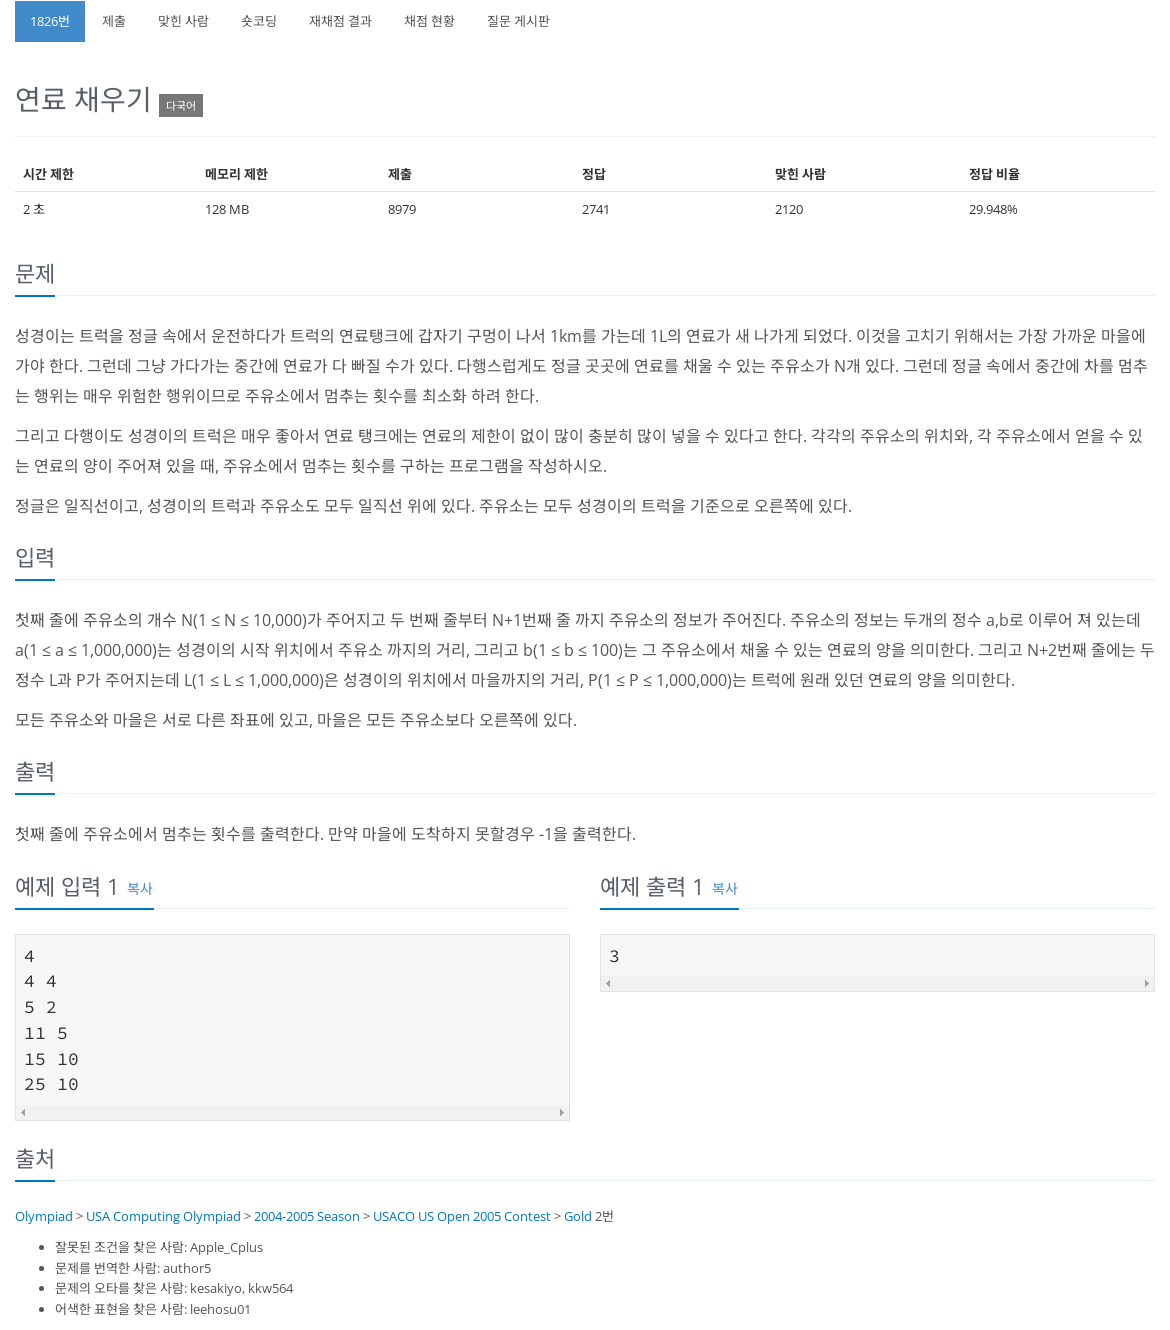 1826번 제출 맞힌 사람 숏코딩 재채점 결과 채점 현황 질문 게시판
연료 채우기 다국어
시간 제한 메모리 제한 제출 정답 맞힌 사람 정답 비율
2 초 128 MB 8979 2741 2120 29.948%
문제
성경이는 트럭을 정글 속에서 운전하다가 트럭의 연료탱크에 갑자기 구멍이 나서 1km를 가는데 1L의 연료가 새 나가게 되었다. 이것을 고치기 위해서는 가장 가까운 마을에
가야 한다. 그런데 그냥 가다가는 중간에 연료가 다 빠질 수가 있다. 다행스럽게도 정글 곳곳에 연료를 채울 수 있는 주유소가 N개 있다. 그런데 정글 속에서 중간에 차를 멈추
는 행위는 매우 위험한 행위이므로 주유소에서 멈추는 횟수를 최소화 하려 한다.
그리고 다행이도 성경이의 트럭은 매우 좋아서 연료 탱크에는 연료의 제한이 없이 많이 충분히 많이 넣을 수 있다고 한다. 각각의 주유소의 위치와, 각 주유소에서 얻을 수 있
는 연료의 양이 주어져 있을 때, 주유소에서 멈추는 횟수를 구하는 프로그램을 작성하시오.
정글은 일직선이고, 성경이의 트럭과 주유소도 모두 일직선 위에 있다. 주유소는 모두 성경이의 트럭을 기준으로 오른쪽에 있다.
입력
첫째 줄에 주유소의 개수 N(1 ≤ N ≤ 10,000)가 주어지고 두 번째 줄부터 N+1번째 줄 까지 주유소의 정보가 주어진다. 주유소의 정보는 두개의 정수 a,b로 이루어 져 있는데
a(1 ≤ a ≤ 1,000,000)는 성경이의 시작 위치에서 주유소 까지의 거리, 그리고 b(1 ≤ b ≤ 100)는 그 주유소에서 채울 수 있는 연료의 양을 의미한다. 그리고 N+2번째 줄에는 두
정수 L과 P가 주어지는데 L(1 ≤ L ≤ 1,000,000)은 성경이의 위치에서 마을까지의 거리, P(1 ≤ P ≤ 1,000,000)는 트럭에 원래 있던 연료의 양을 의미한다.
모든 주유소와 마을은 서로 다른 좌표에 있고, 마을은 모든 주유소보다 오른쪽에 있다.
출력
첫째 줄에 주유소에서 멈추는 횟수를 출력한다. 만약 마을에 도착하지 못할경우 -1을 출력한다.
예제 입력 1 복사
4
4 4
5 2
11 5
15 10
25 10
예제 출력 1 복사
3
출처
Olympiad > USA Computing Olympiad > 2004-2005 Season > USACO US Open 2005 Contest > Gold 2번
• 잘못된 조건을 찾은 사람: Apple_Cplus
• 문제를 번역한 사람: author5
• 문제의 오타를 찾은 사람: kesakiyo, kkw564
• 어색한 표현을 찾은 사람: leehosu01